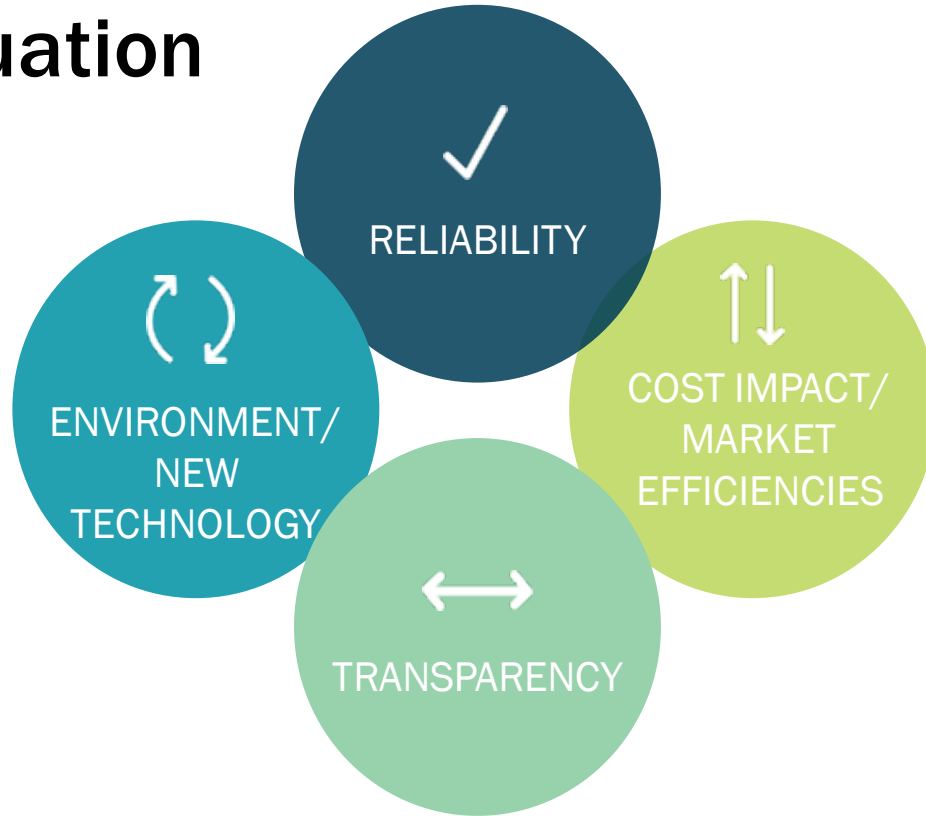 uation
RELIABILITY
ENVIRONMENT/
NEW
TECHNOLOGY
COST IMPACT/
MARKET
EFFICIENCIES
TRANSPARENCY